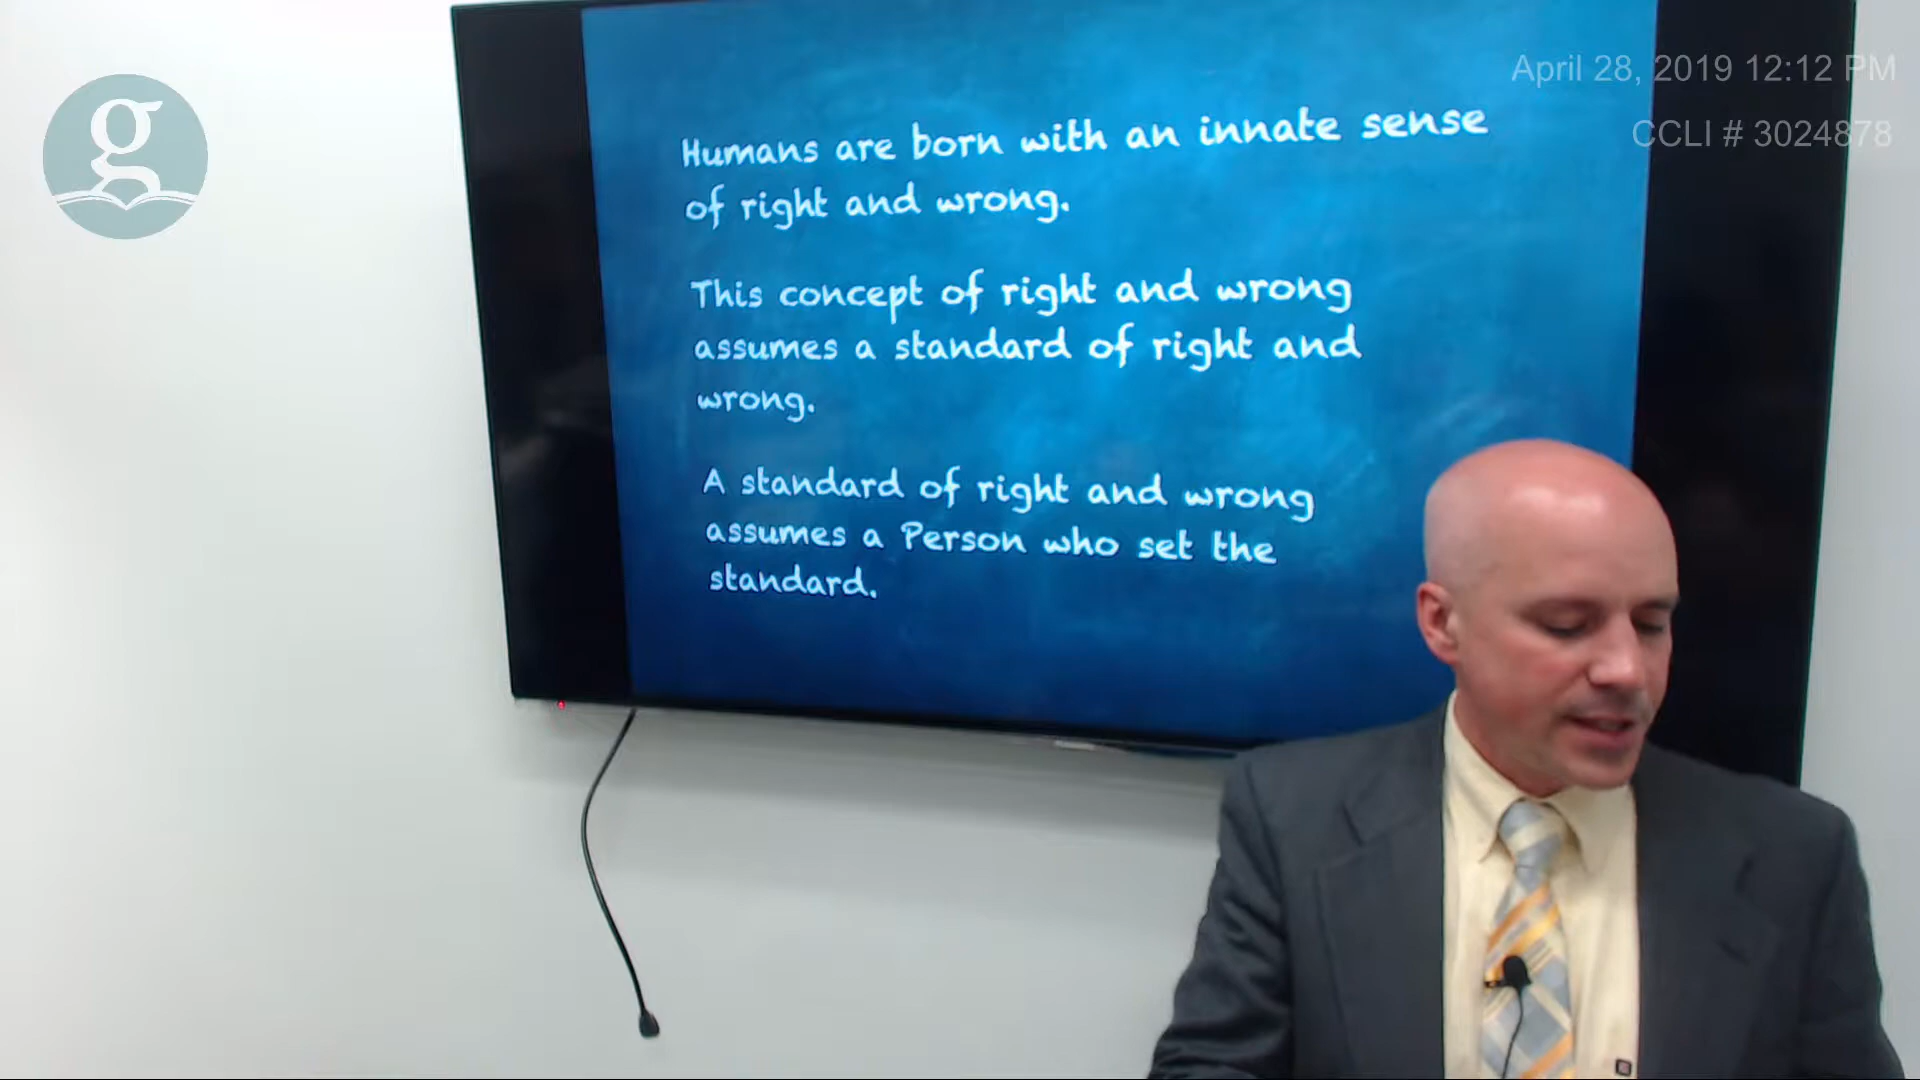 g
April 28, 2019 12:12 PM
CCLI # 3024878
Humans are born with an innate sense
of right and wrong.
This concept of right and wrong
assumes a standard of right and
wrong.
A standard of right and wrong
assumes a Person who set the
standard.